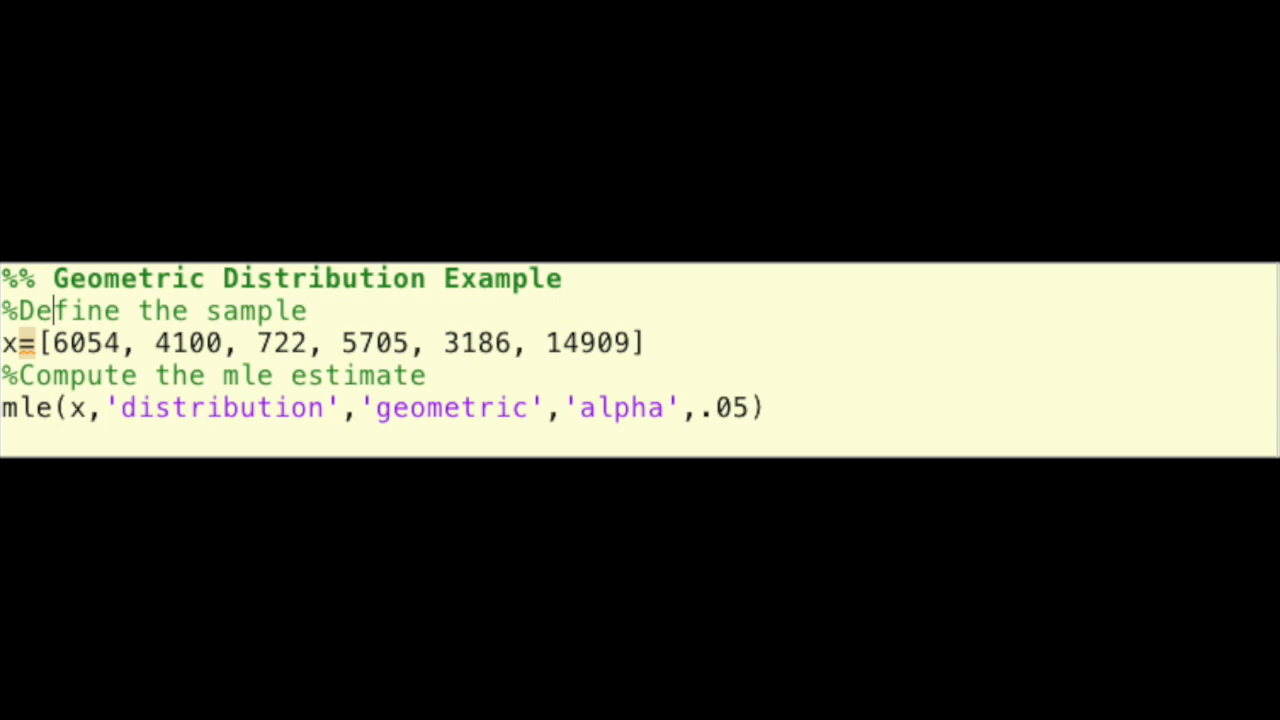 %% Geometric Distribution Example
%Define the sample
x=[6054, 4100, 722, 5705, 3186, 14909]
%Compute the mle estimate
mle(x,'distribution','geometric','alpha',.05)